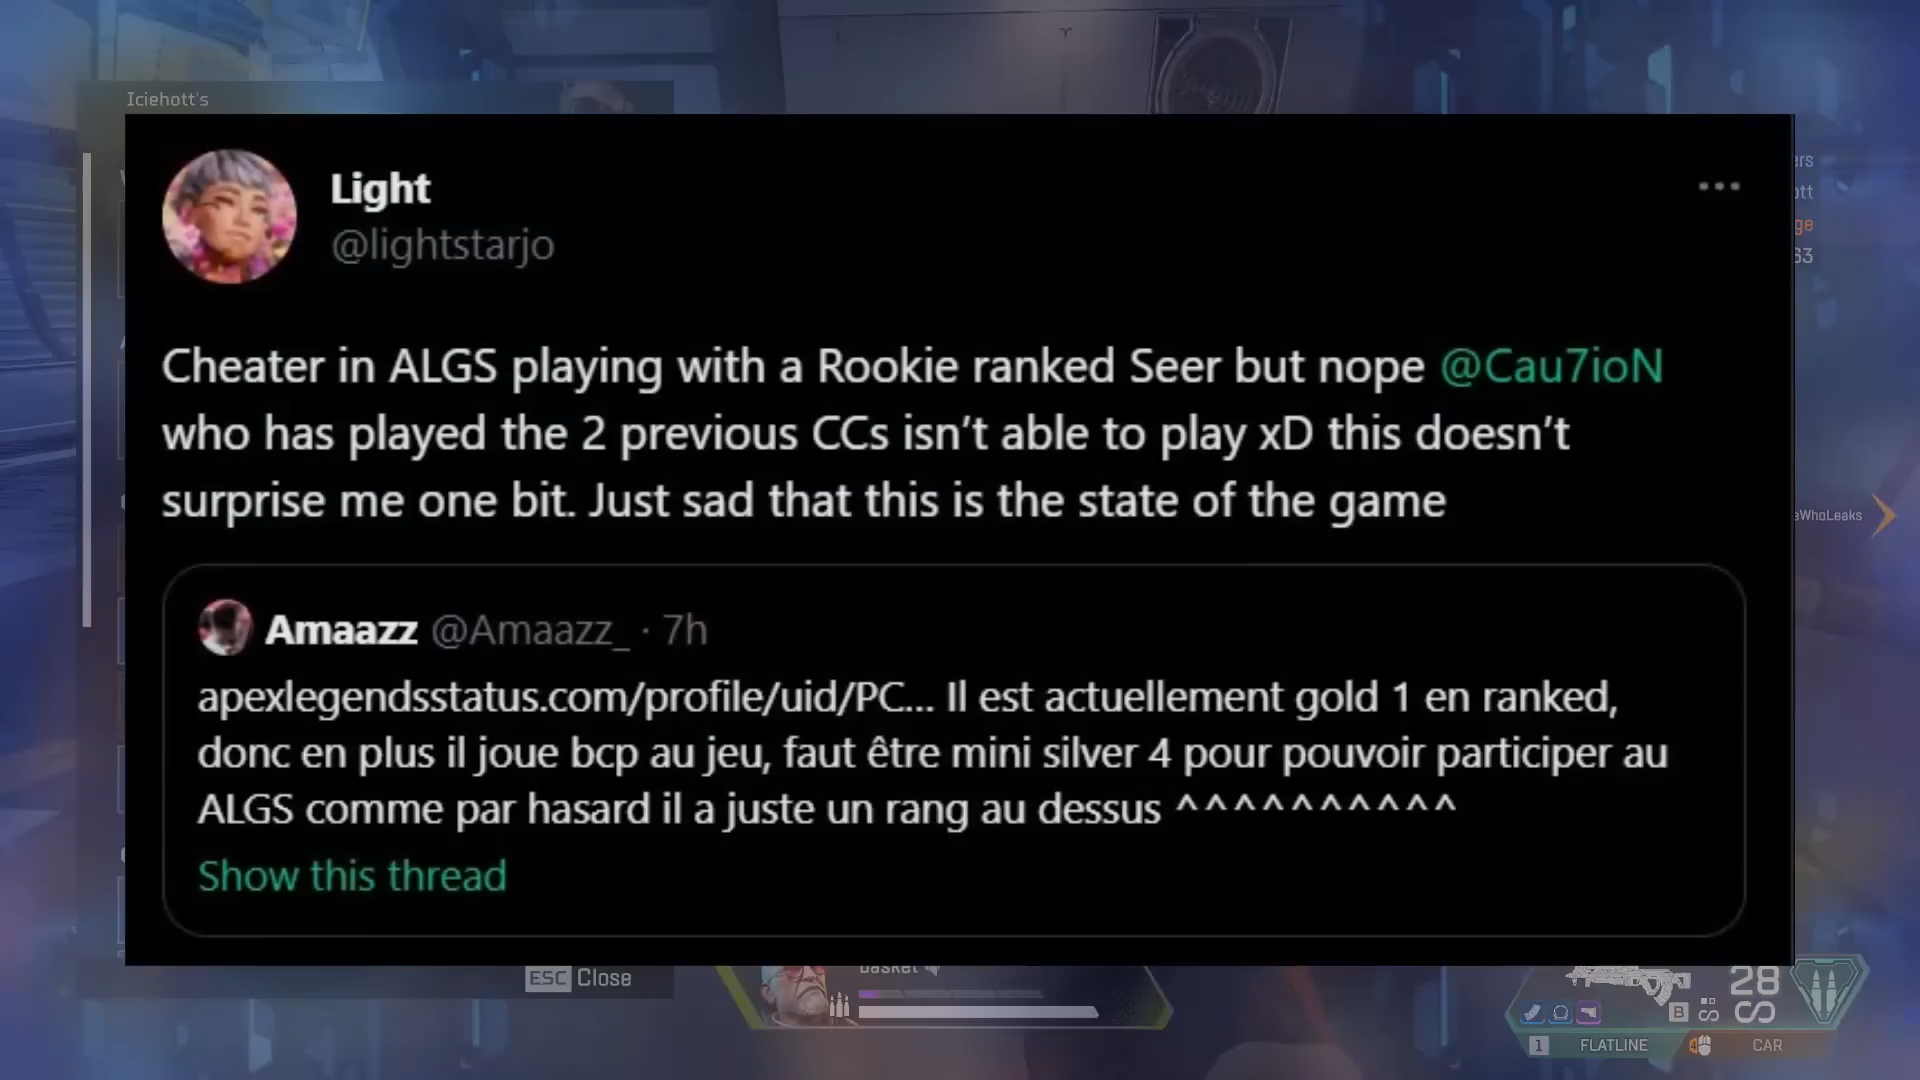 Iciehott's
Light
@lightstarjo
Cheater in ALGS playing with a Rookie ranked Seer but nope @Cau7ioN
who has played the 2 previous CCs isn’t able to play xD this doesn’t
surprise me one bit. Just sad that this is the state of the game
Amaazz @Amaazz_ · 7h
apexlegendsstatus.com/profile/uid/PC... Il est actuellement gold 1 en ranked,
donc en plus il joue bcp au jeu, faut être mini silver 4 pour pouvoir participer au
ALGS comme par hasard il a juste un rang au dessus ^^^^^^^^^^
Show this thread
eWhoLeaks
ESC Close
28
B
1 FLATLINE
CAR